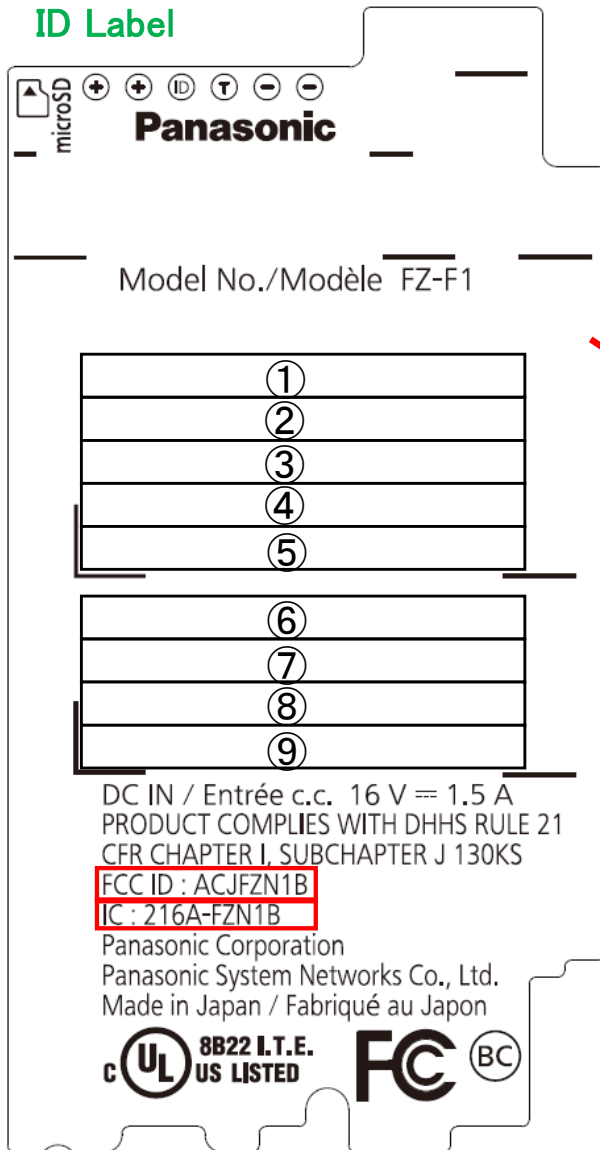 ID Label
microSD
+ + ID T - -
Panasonic
Model No./Modèle FZ-F1
①
②
③
④
⑤
⑥
⑦
⑧
⑨
DC IN / Entrée c.c. 16 V ⎓ 1.5 A
PRODUCT COMPLIES WITH DHHS RULE 21
CFR CHAPTER I, SUBCHAPTER J 130KS
FCC ID : ACJFZN1B
IC : 216A-FZN1B
Panasonic Corporation
Panasonic System Networks Co., Ltd.
Made in Japan / Fabriqué au Japon
C UL 8B22 I.T.E.
US LISTED
FC
BC